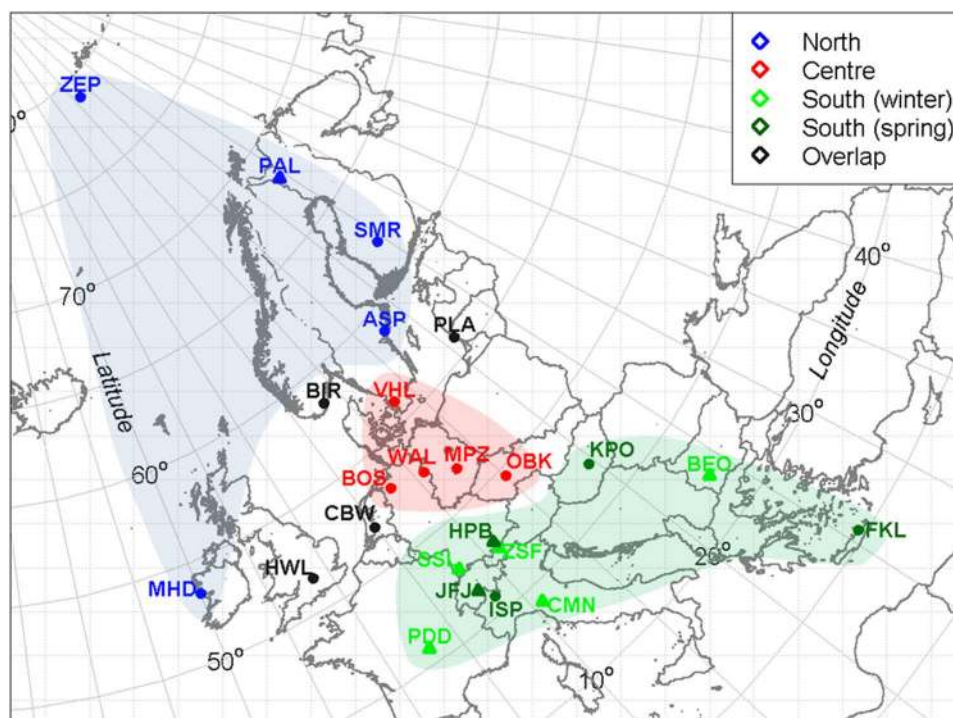 North
Centre
South (winter)
South (spring)
Overlap
ZEP
PAL
SMR
40°
70°
ASP
PLA
Longitude
Latitude
BIR
VHL
30°
60°
WAL
MPZ
OBK
KPO
BEO
BOS
CBW
HPB
ZSF
FKL
SSL
20°
HWL
MHD
JFJ
ISP
CMN
PDD
50°
10°